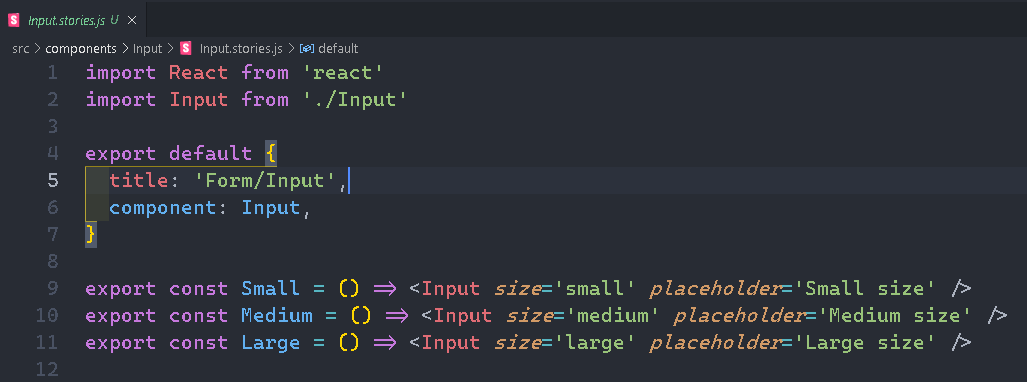 Input.stories.js U ×
src > components > Input > Input.stories.js > default
1 import React from 'react'
2 import Input from './Input'
3
4 export default {
5   title: 'Form/Input',
6   component: Input,
7 }
8
9 export const Small = () => <Input size='small' placeholder='Small size' />
10 export const Medium = () => <Input size='medium' placeholder='Medium size' />
11 export const Large = () => <Input size='large' placeholder='Large size' />
12